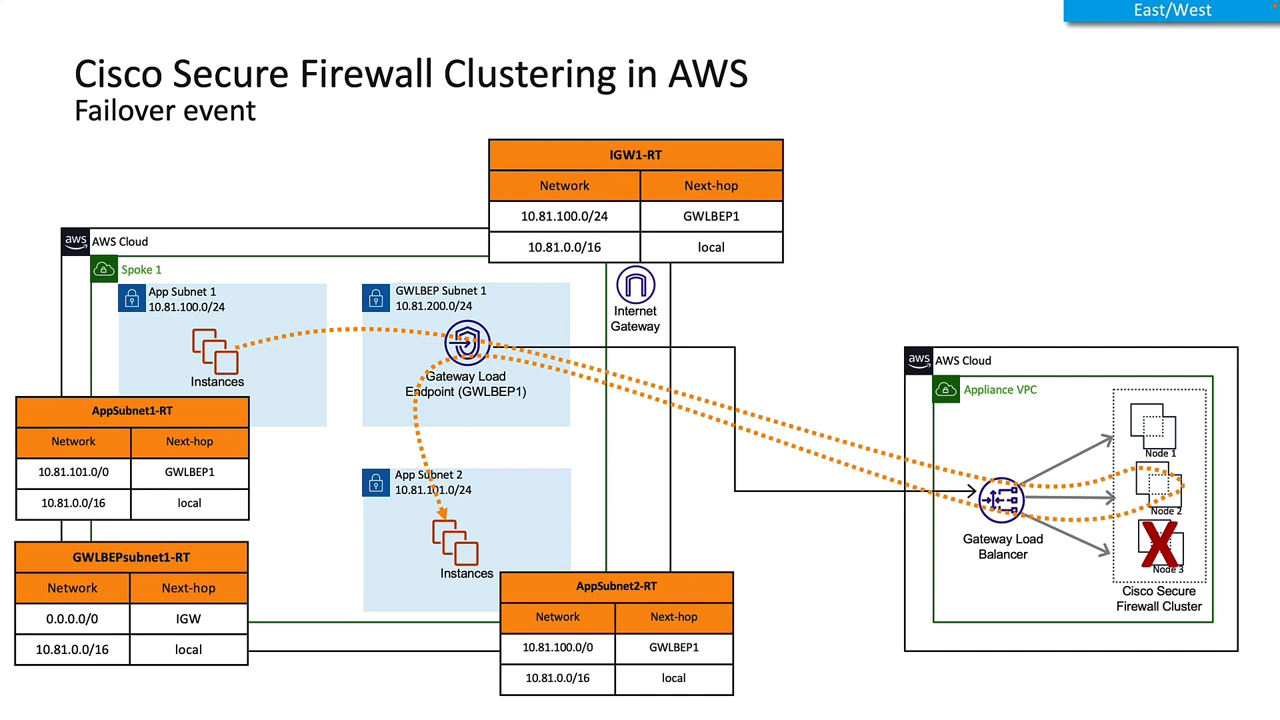 East/West
Cisco Secure Firewall Clustering in AWS
Failover event
IGW1-RT
Network Next-hop
10.81.100.0/24 GWLBEP1
10.81.0.0/16 local
aws AWS Cloud
Spoke 1
App Subnet 1
10.81.100.0/24
Instances
GWLBEP Subnet 1
10.81.200.0/24
Gateway Load
Endpoint (GWLBEP1)
Internet
Gateway
AppSubnet1-RT
Network Next-hop
10.81.101.0/0 GWLBEP1
10.81.0.0/16 local
App Subnet 2
10.81.101.0/24
Instances
GWLBEPsubnet1-RT
Network Next-hop
0.0.0.0/0 IGW
10.81.0.0/16 local
AppSubnet2-RT
Network Next-hop
10.81.100.0/0 GWLBEP1
10.81.0.0/16 local
aws AWS Cloud
Appliance VPC
Node 1
Node 2
Node 3
Gateway Load
Balancer
Cisco Secure
Firewall Cluster